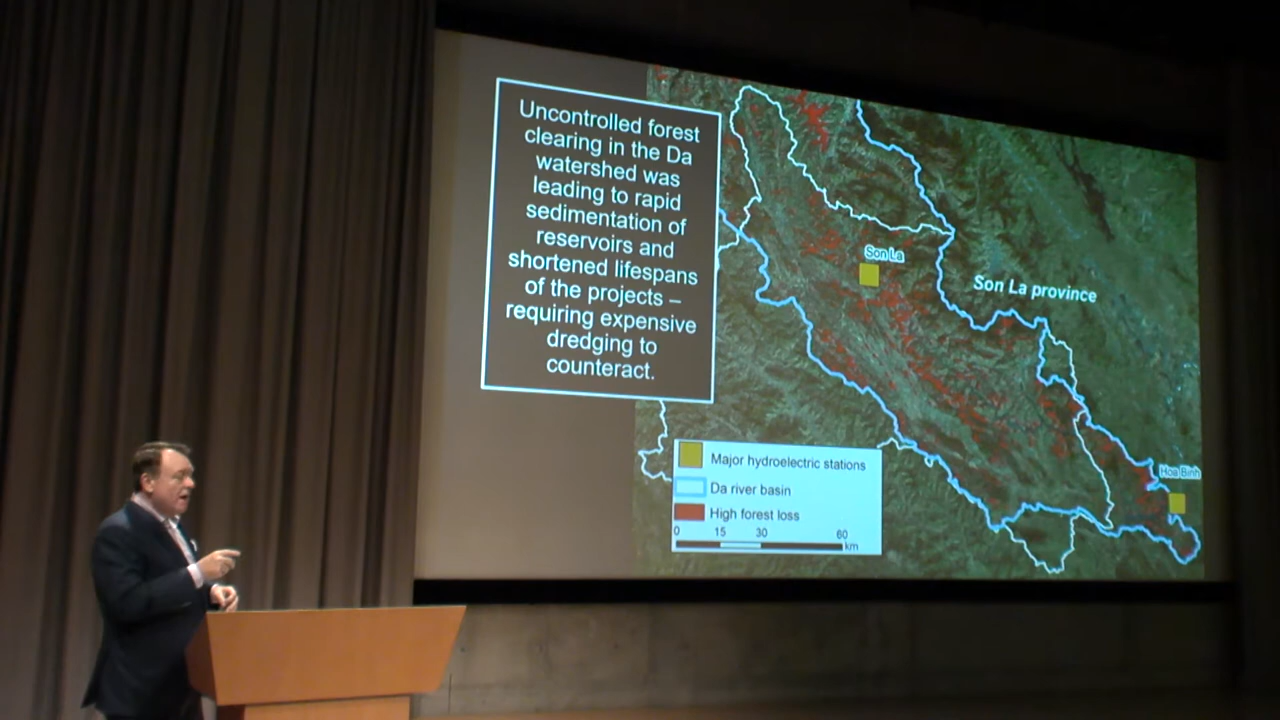 Uncontrolled forest
clearing in the Da
watershed was
leading to rapid
sedimentation of
reservoirs and
shortened lifespans
of the projects –
requiring expensive
dredging to
counteract.
Son La
Son La province
Hoa Binh
Major hydroelectric stations
Da river basin
High forest loss
0 15 30 60
km